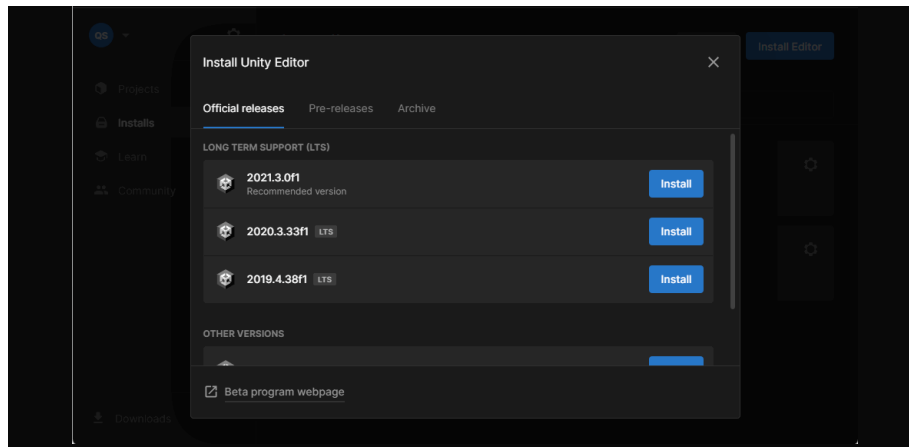 QS
Install Editor
Install Unity Editor
Projects
Installs
Learn
Community
Official releases
Pre-releases
Archive
LONG TERM SUPPORT (LTS)
2021.3.0f1
Recommended version
Install
2020.3.33f1 LTS
Install
2019.4.38f1 LTS
Install
OTHER VERSIONS
Beta program webpage
Downloads